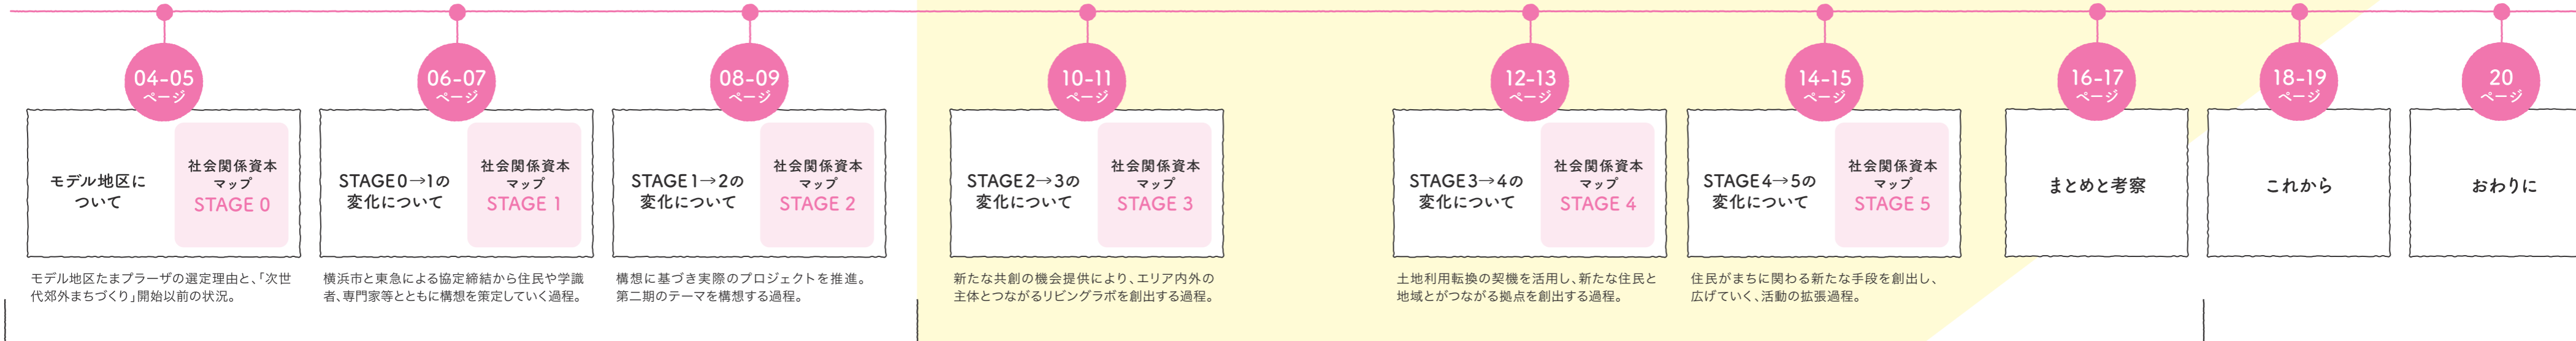 04-05
ページ
モデル地区に
ついて
社会関係資本
マップ
STAGE 0
モデル地区たまプラーザの選定理由と、「次世
代郊外まちづくり」開始以前の状況。
06-07
ページ
STAGE0→1の
変化について
社会関係資本
マップ
STAGE 1
横浜市と東急による協定締結から住民や学識
者、専門家等とともに構想を策定していく過程。
08-09
ページ
STAGE1→2の
変化について
社会関係資本
マップ
STAGE 2
構想に基づき実際のプロジェクトを推進。
第二期のテーマを構想する過程。
10-11
ページ
STAGE2→3の
変化について
社会関係資本
マップ
STAGE 3
新たな共創の機会提供により、エリア内外の
主体とつながるリビングラボを創出する過程。
12-13
ページ
STAGE3→4の
変化について
社会関係資本
マップ
STAGE 4
土地利用転換の契機を活用し、新たな住民と
地域とがつながる拠点を創出する過程。
14-15
ページ
STAGE4→5の
変化について
社会関係資本
マップ
STAGE 5
住民がまちに関わる新たな手段を創出し、
広げていく、活動の拡張過程。
16-17
ページ
まとめと考察
18-19
ページ
これから
20
ページ
おわりに